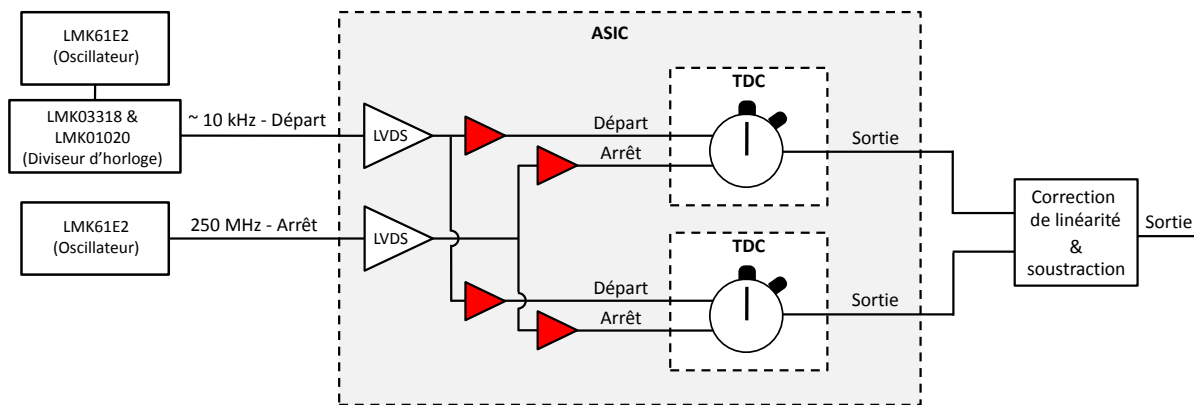 LMK61E2
(Oscillateur)
LMK03318 &
LMK01020
(Diviseur d’horloge)
~ 10 kHz - Départ
LMK61E2
(Oscillateur)
250 MHz - Arrêt
ASIC
LVDS
LVDS
TDC
Départ
Arrêt
Sortie
TDC
Départ
Arrêt
Sortie
Correction
de linéarité
&
soustraction
Sortie